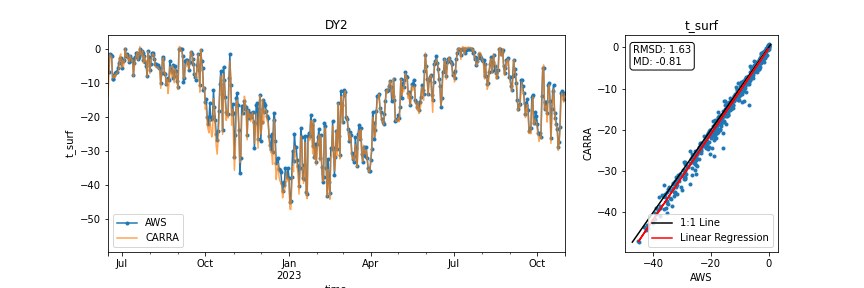 DY2
t_surf
0
−10
−20
−30
−40
−50
t_surf
AWS
CARRA
Jul
Oct
Jan
2023
Apr
Jul
Oct
time
RMSD: 1.63
MD: -0.81
0
−10
−20
−30
−40
CARRA
1:1 Line
Linear Regression
−40
−20
0
AWS